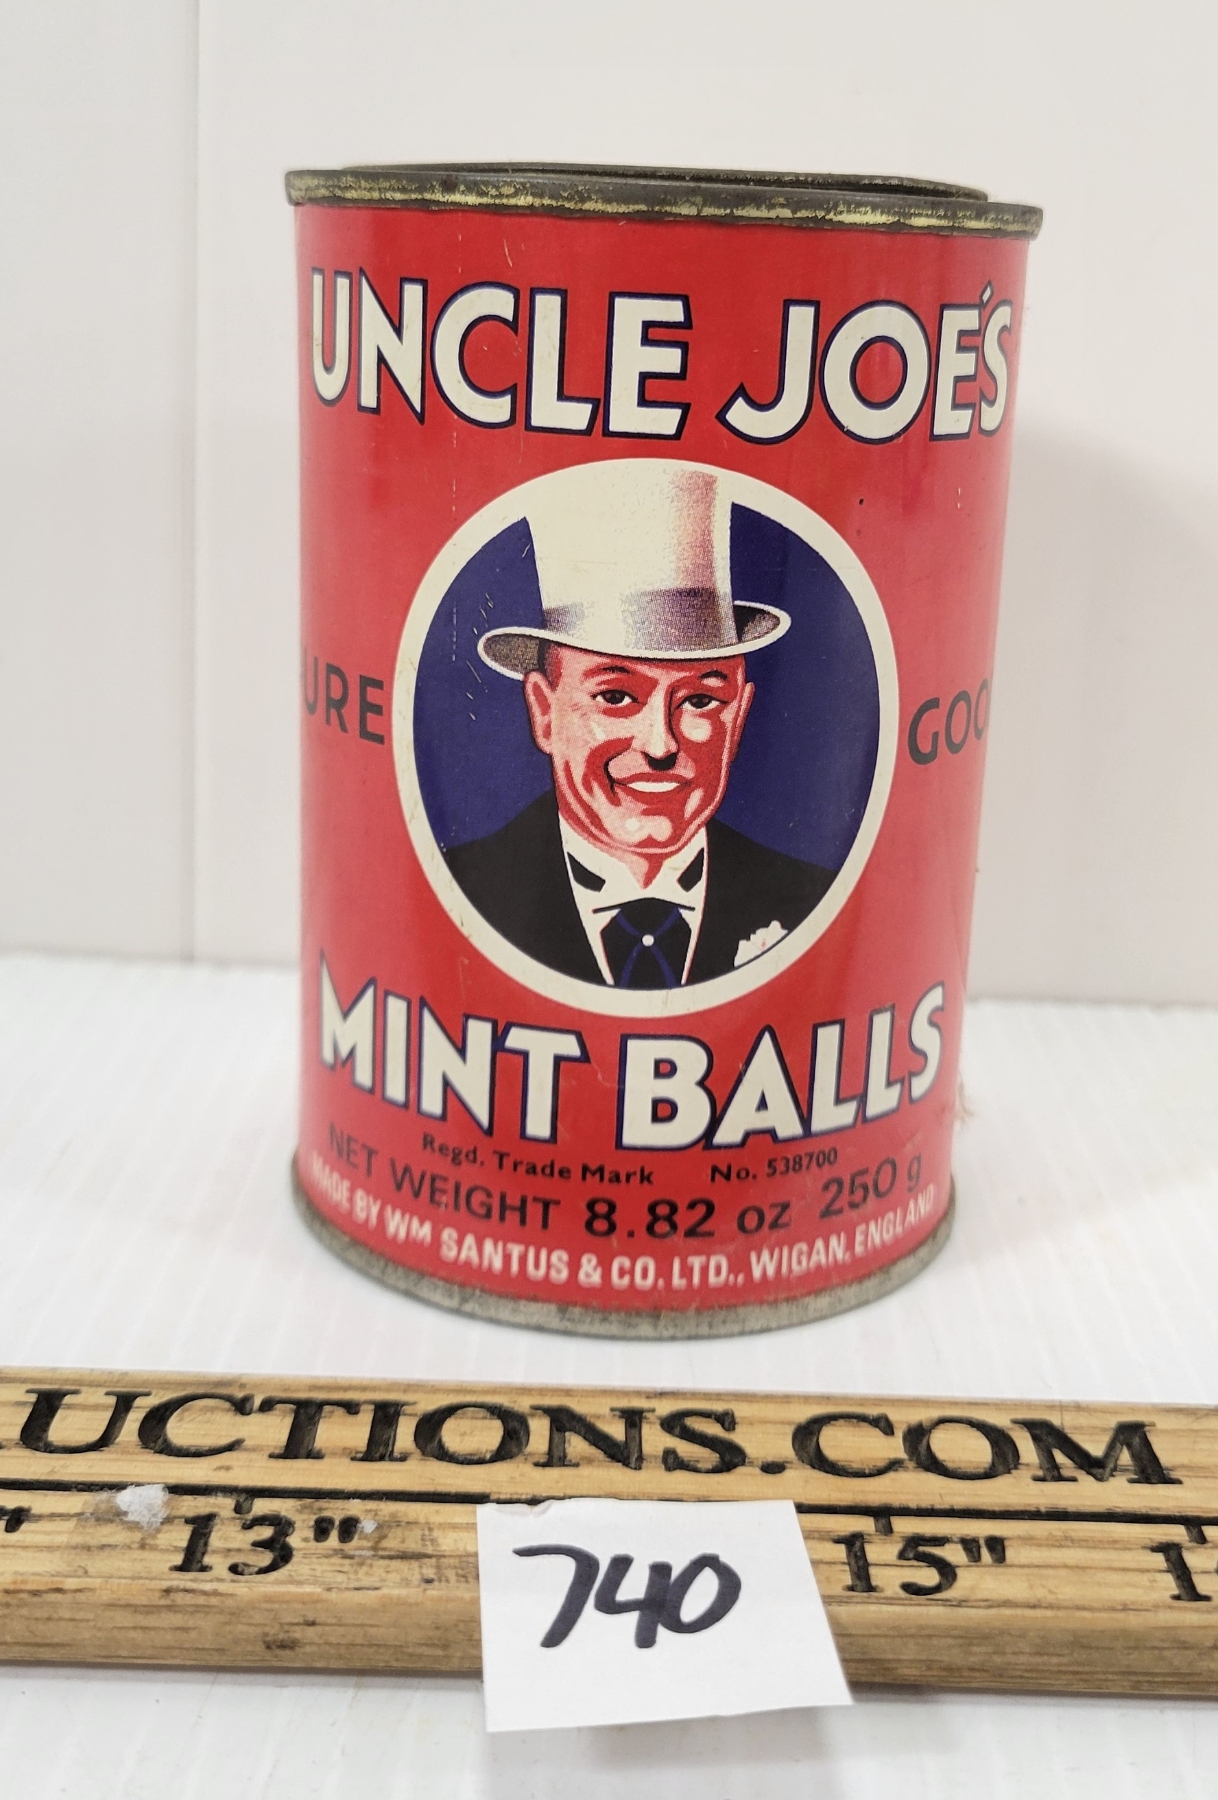 UNCLE JOE'S
URE GOO
MINT BALLS
Regd. Trade Mark No. 538700
NET WEIGHT 8.82 oz 250 g
MADE BY WM SANTUS & CO. LTD., WIGAN, ENGLAND
UCTIONS.COM
13" 15"
740